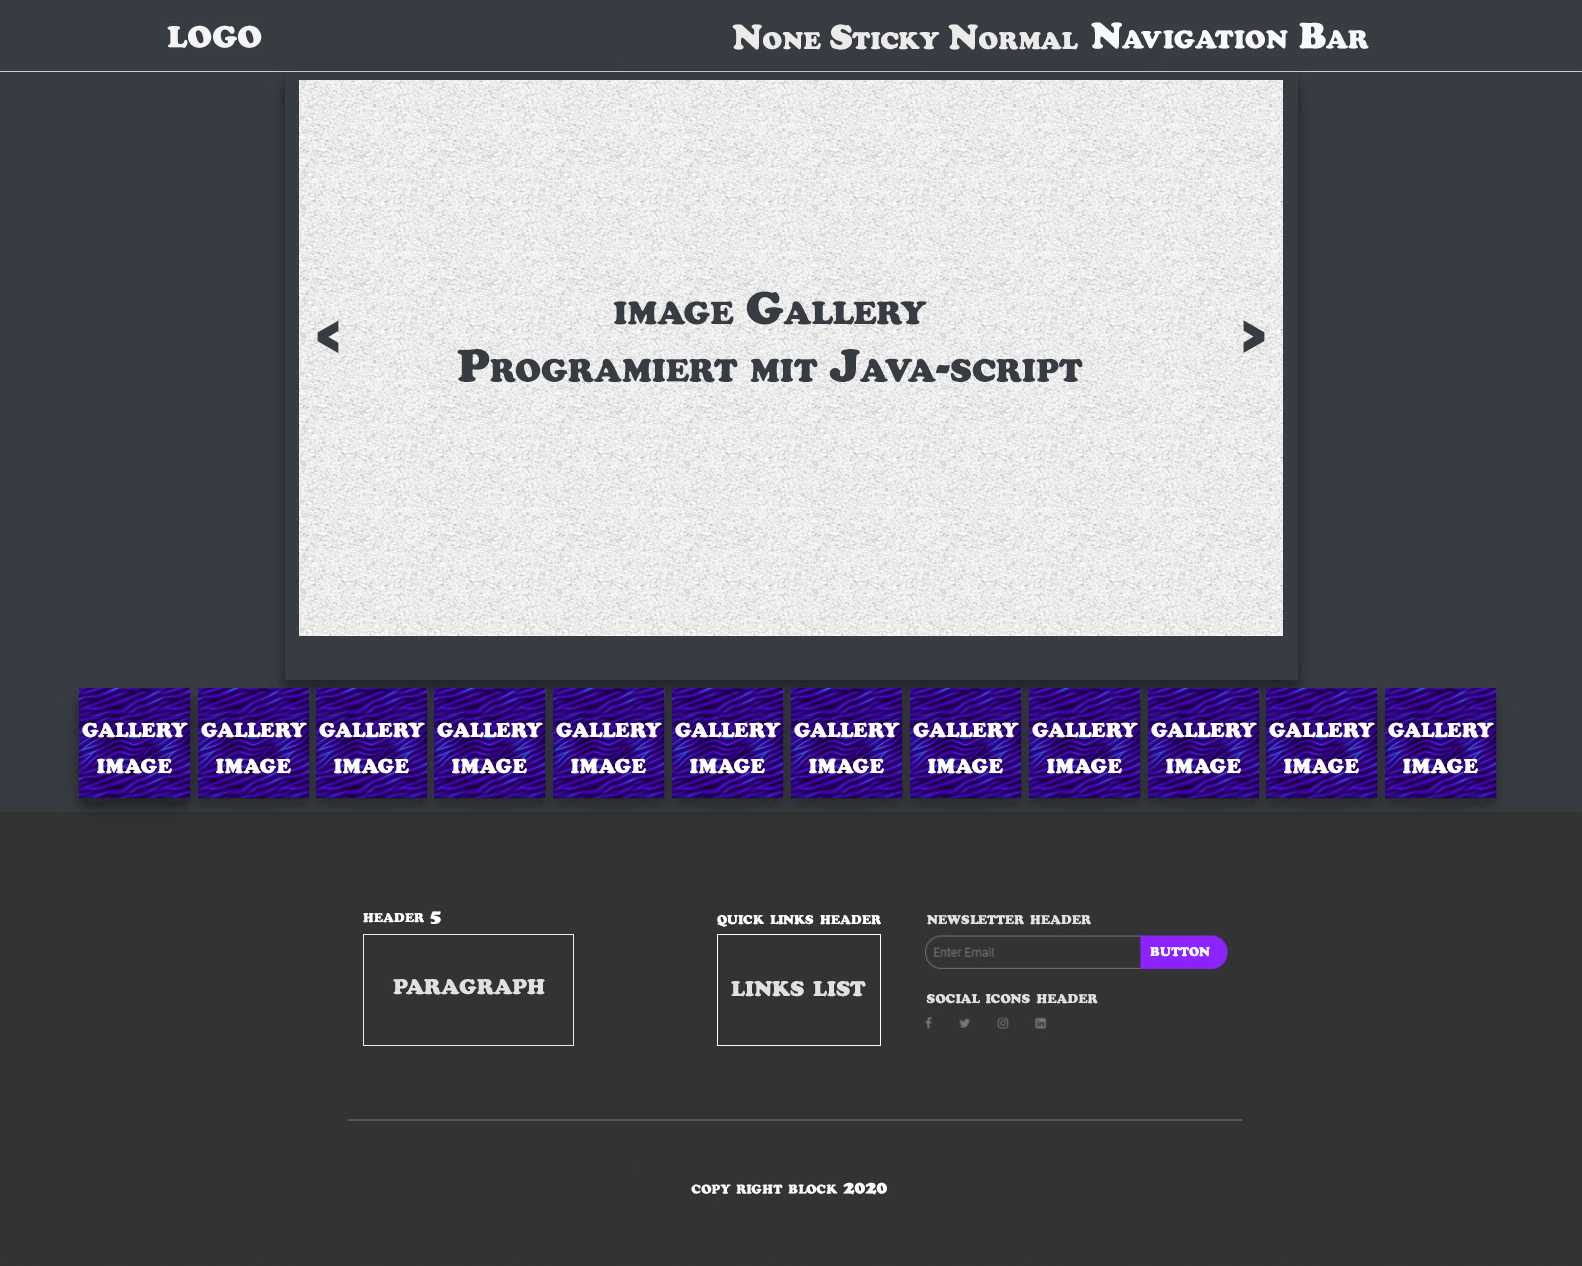 LOGO
None Sticky Normal Navigation Bar
image Gallery
< >
Programiert mit Java-script
GALLERY GALLERY GALLERY GALLERY GALLERY GALLERY GALLERY GALLERY GALLERY GALLERY GALLERY GALLERY
IMAGE IMAGE IMAGE IMAGE IMAGE IMAGE IMAGE IMAGE IMAGE IMAGE IMAGE IMAGE
HEADER 5
PARAGRAPH
QUICK LINKS HEADER
LINKS LIST
NEWSLETTER HEADER
Enter Email BUTTON
SOCIAL ICONS HEADER
COPY RIGHT BLOCK 2020